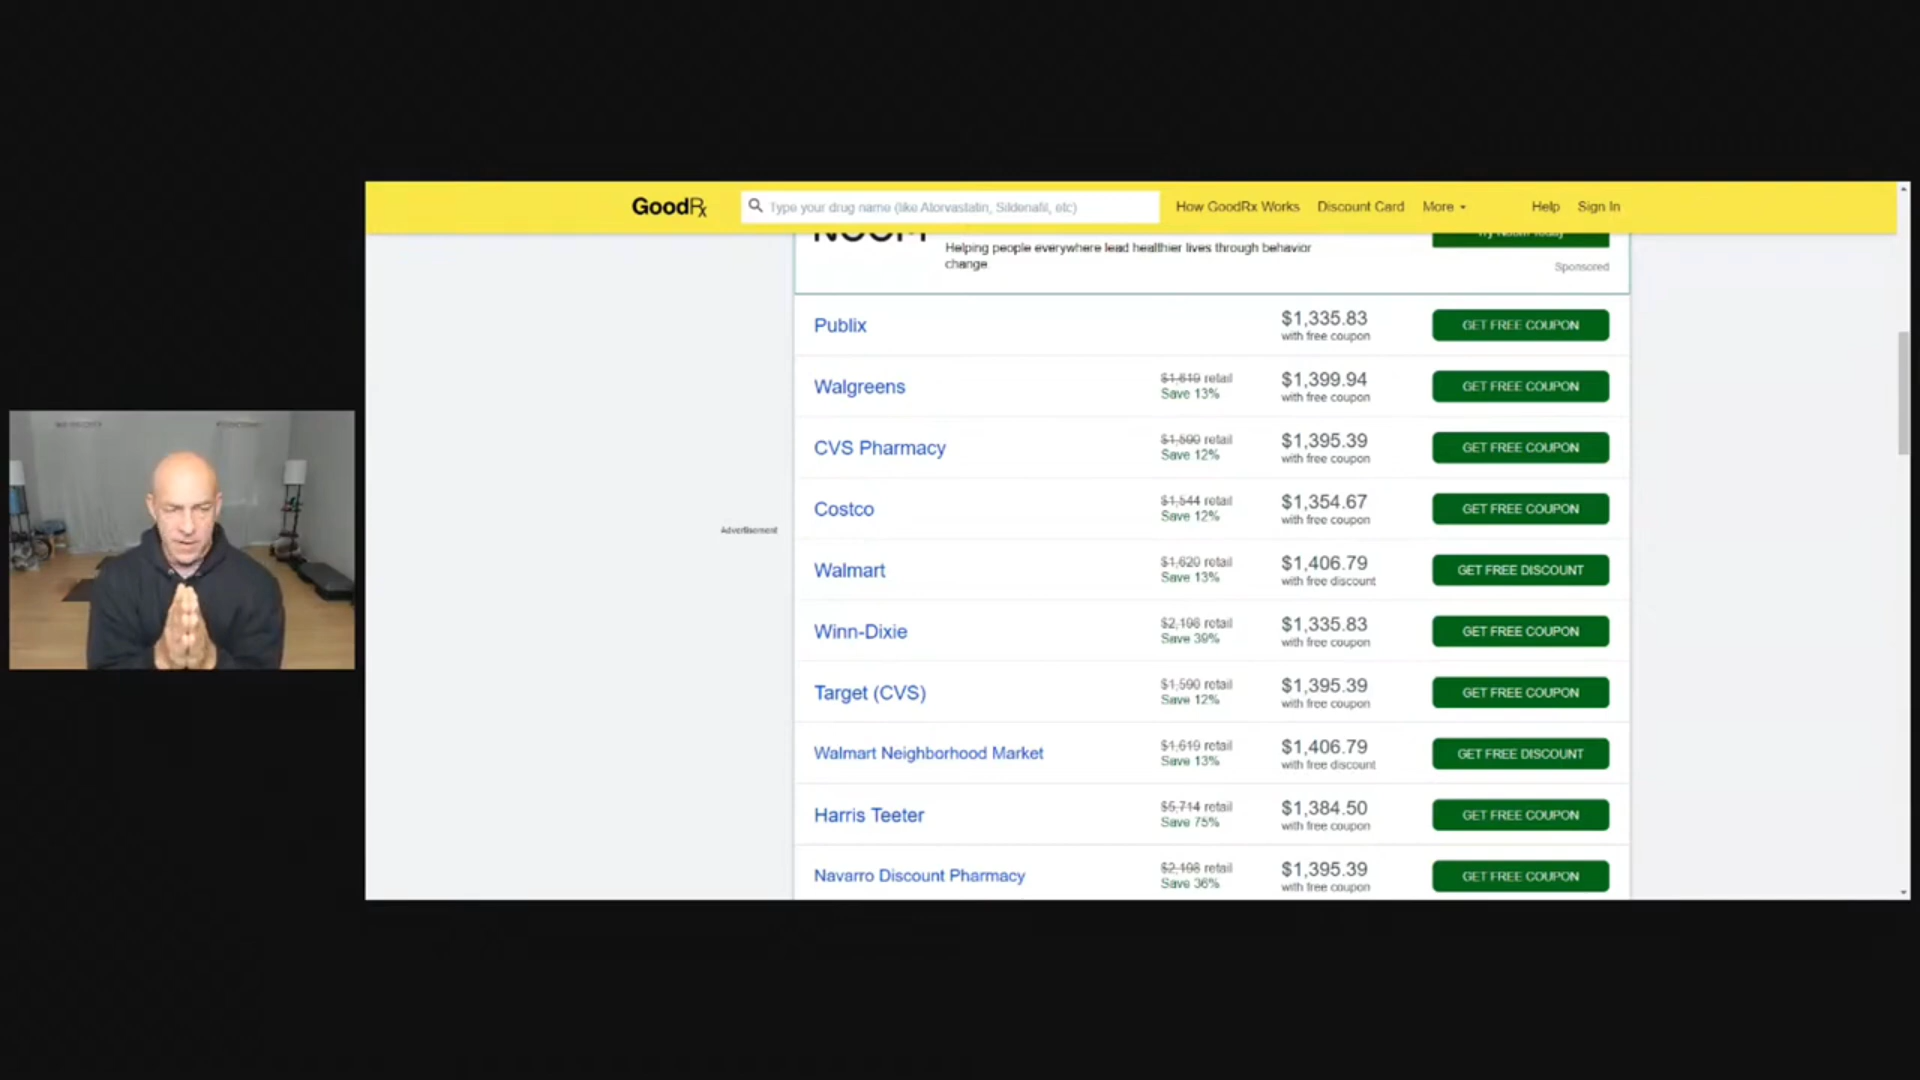 GoodRx
Type your drug name (like Atorvastatin, Sildenafil, etc)
How GoodRx Works
Discount Card
More
Help
Sign In
Helping people everywhere lead healthier lives through behavior
change
Sponsored
Advertisement
Publix
$1,335.83
with free coupon
GET FREE COUPON
Walgreens
$1,619 retail
Save 13%
$1,399.94
with free coupon
GET FREE COUPON
CVS Pharmacy
$1,590 retail
Save 12%
$1,395.39
with free coupon
GET FREE COUPON
Costco
$1,544 retail
Save 12%
$1,354.67
with free coupon
GET FREE COUPON
Walmart
$1,620 retail
Save 13%
$1,406.79
with free discount
GET FREE DISCOUNT
Winn-Dixie
$2,198 retail
Save 39%
$1,335.83
with free coupon
GET FREE COUPON
Target (CVS)
$1,590 retail
Save 12%
$1,395.39
with free coupon
GET FREE COUPON
Walmart Neighborhood Market
$1,619 retail
Save 13%
$1,406.79
with free discount
GET FREE DISCOUNT
Harris Teeter
$5,714 retail
Save 75%
$1,384.50
with free coupon
GET FREE COUPON
Navarro Discount Pharmacy
$2,198 retail
Save 36%
$1,395.39
with free coupon
GET FREE COUPON